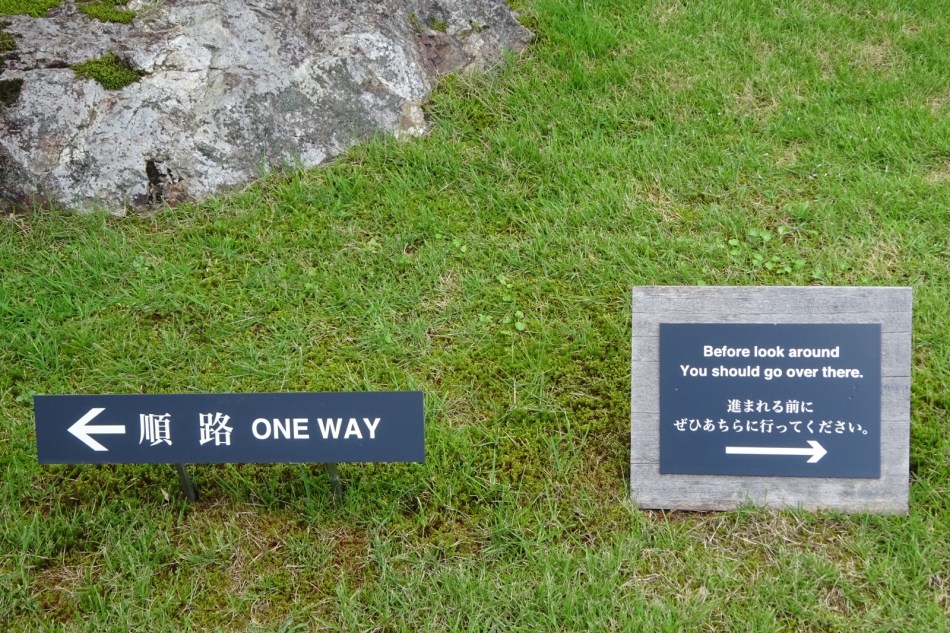 順路 ONE WAY
Before look around
You should go over there.
進まれる前に
ぜひあちらに行ってください。